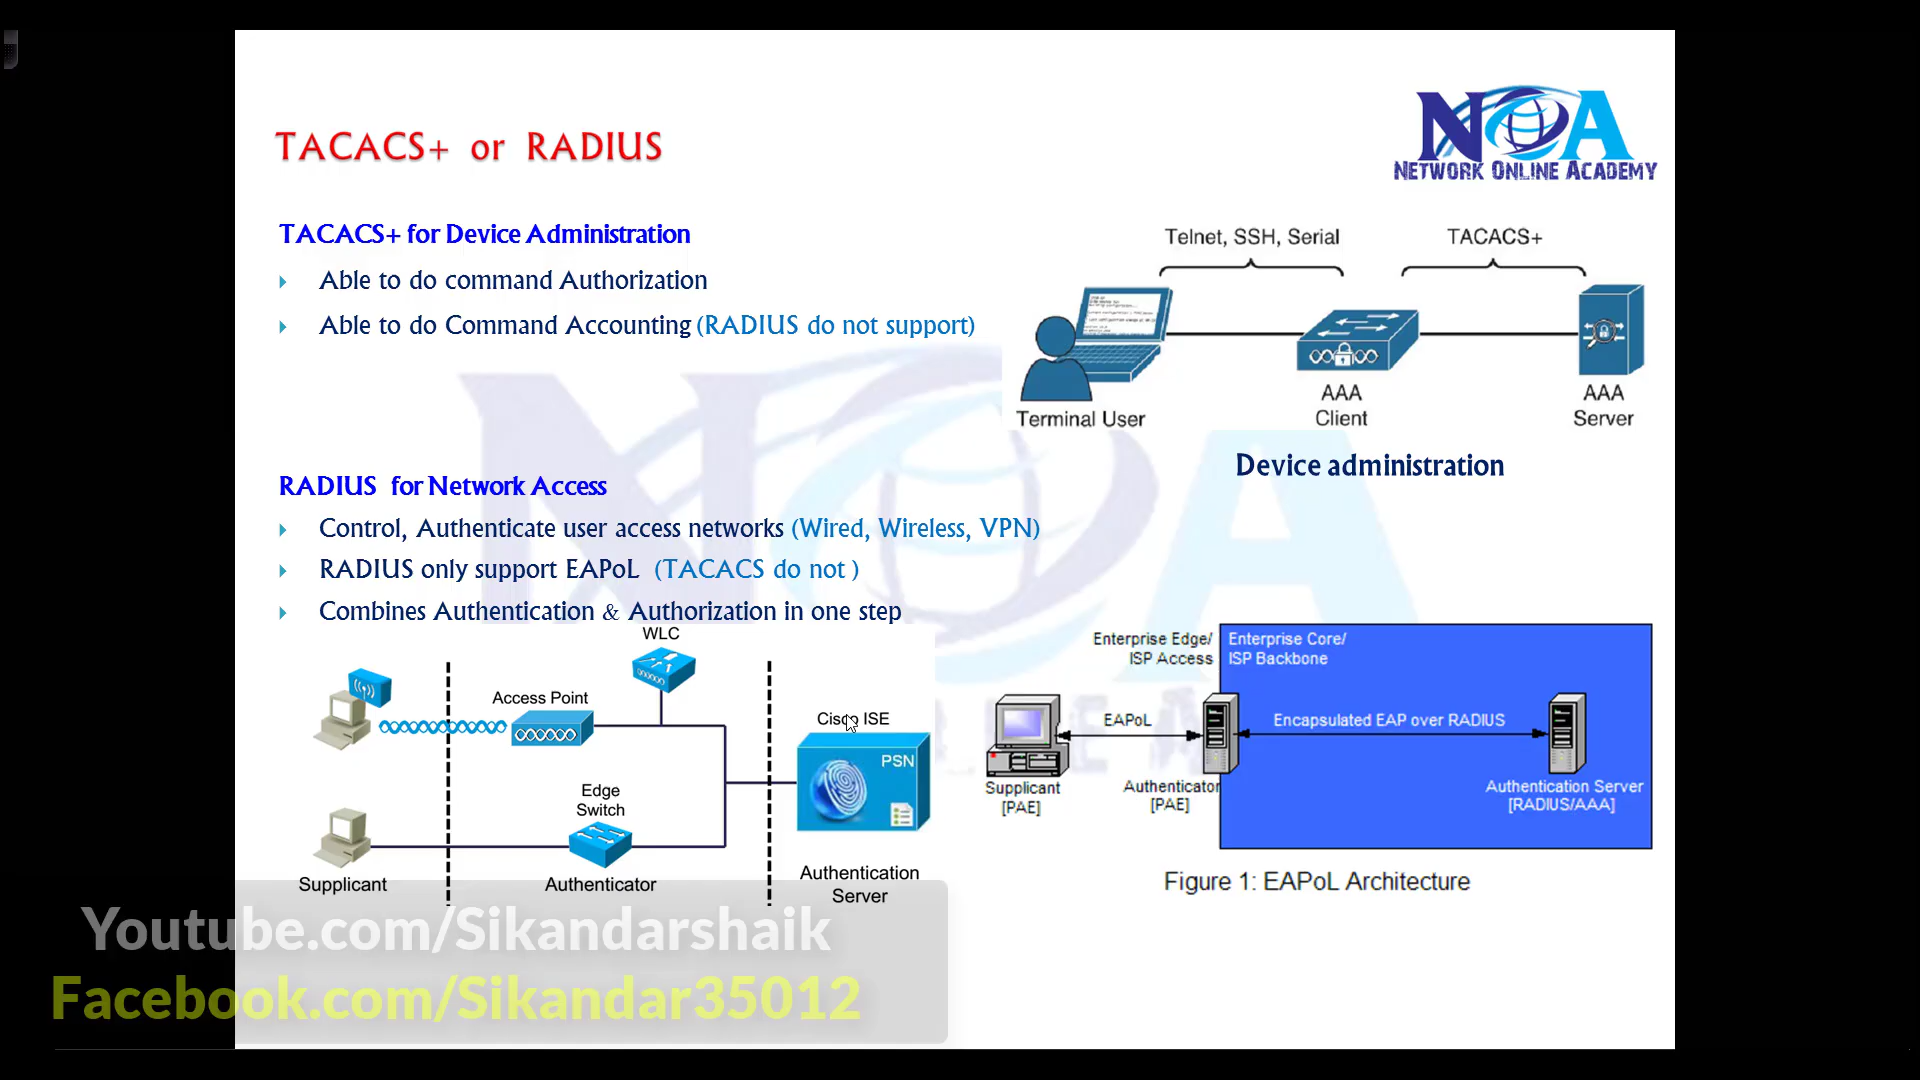 NOA
NETWORK ONLINE ACADEMY
TACACS+ or RADIUS
TACACS+ for Device Administration
Able to do command Authorization
Able to do Command Accounting (RADIUS do not support)
Telnet, SSH, Serial
TACACS+
Terminal User
AAA
Client
AAA
Server
Device administration
RADIUS for Network Access
Control, Authenticate user access networks (Wired, Wireless, VPN)
RADIUS only support EAPoL (TACACS do not )
Combines Authentication & Authorization in one step
WLC
Access Point
Cisco ISE
PSN
Edge
Switch
Supplicant
Authenticator
Authentication
Server
Enterprise Edge/
ISP Access
Enterprise Core/
ISP Backbone
EAPoL
Encapsulated EAP over RADIUS
Supplicant
[PAE]
Authenticator
[PAE]
Authentication Server
[RADIUS/AAA]
Figure 1: EAPoL Architecture
Youtube.com/Sikandarshaik
Facebook.com/Sikandar35012